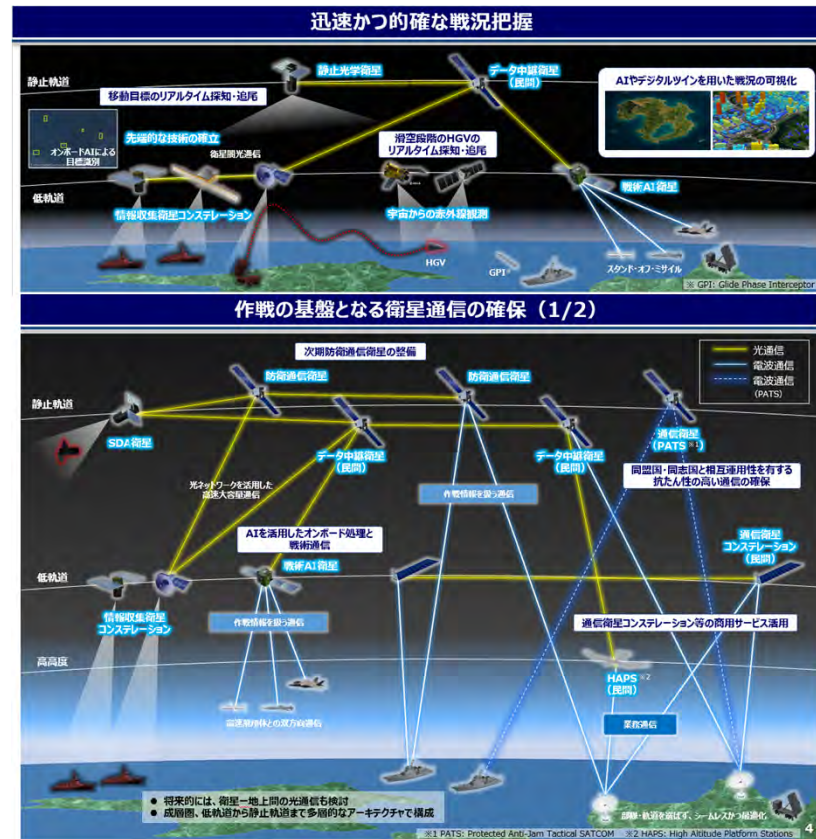 迅速かつ的確な戦況把握
静止軌道
静止光学衛星
データ中継衛星
(民間)
AIやデジタルツインを用いた戦況の可視化
移動目標のリアルタイム探知・追尾
オンボードAIによる
目標識別
先端的な技術の確立
衛星間光通信
滑空段階のHGVの
リアルタイム探知・追尾
低軌道
情報収集衛星コンステレーション
宇宙からの赤外線観測
戦術AI衛星
HGV
GPI※
スタンド・オフ・ミサイル
※ GPI: Glide Phase Interceptor
作戦の基盤となる衛星通信の確保（1/2）
次期防衛通信衛星の整備
光通信
電波通信
電波通信
(PATS)
静止軌道
防衛通信衛星
防衛通信衛星
SDA衛星
データ中継衛星
(民間)
データ中継衛星
(民間)
通信衛星
(PATS ※1)
光ネットワークを活用した
高速大容量通信
作戦情報を扱う通信
同盟国・同志国と相互運用性を有する
抗たん性の高い通信の確保
AIを活用したオンボード処理と
戦術通信
通信衛星
コンステレーション
(民間)
低軌道
戦術AI衛星
情報収集衛星
コンステレーション
作戦情報を扱う通信
通信衛星コンステレーション等の商用サービス活用
高高度
HAPS ※2
(民間)
業務通信
● 将来的には、衛星ー地上間の光通信も検討
● 成層圏、低軌道から静止軌道まで多層的なアーキテクチャで構成
部隊・軌道を選ばず、シームレスかつ最適化
※1 PATS: Protected Anti-Jam Tactical SATCOM ※2 HAPS: High Altitude Platform Stations
4